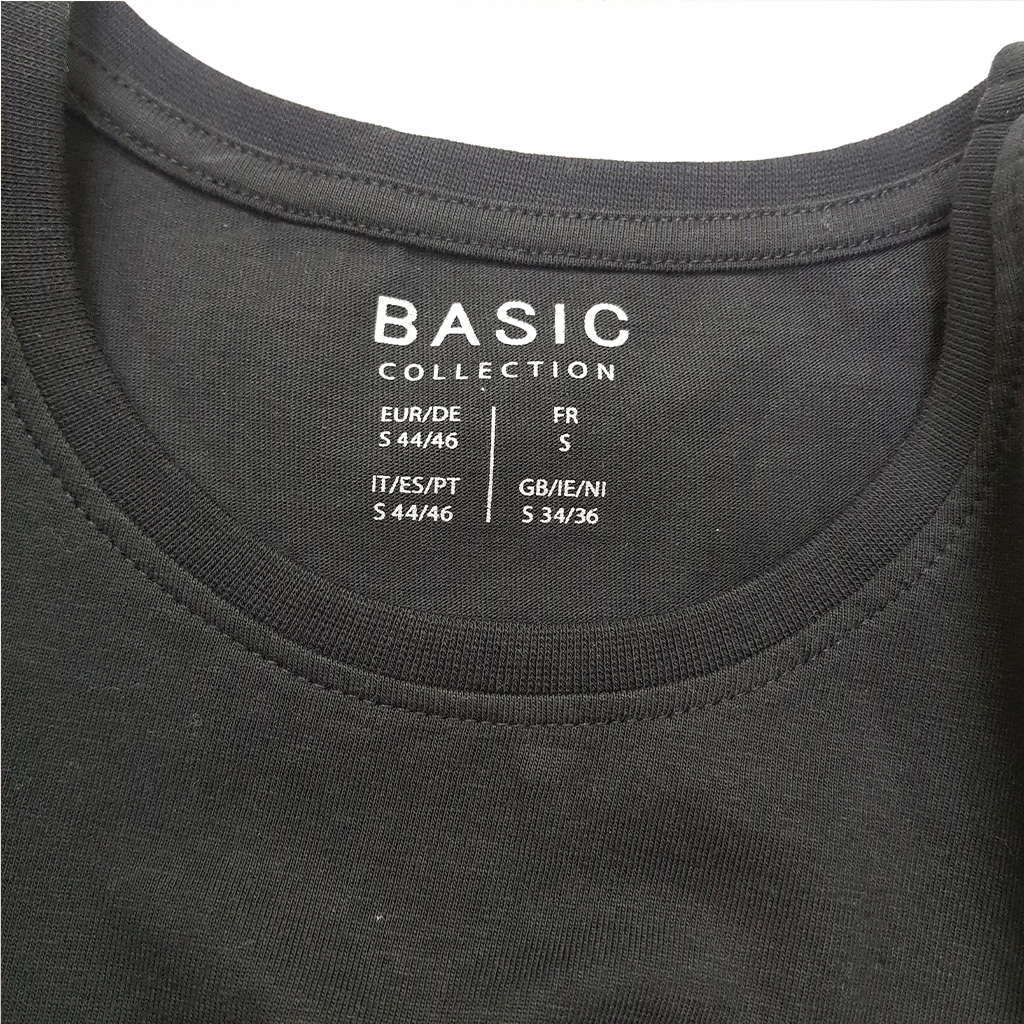 BASIC
COLLECTION
EUR/DE
S 44/46
FR
S
IT/ES/PT
S 44/46
GB/IE/NI
S 34/36